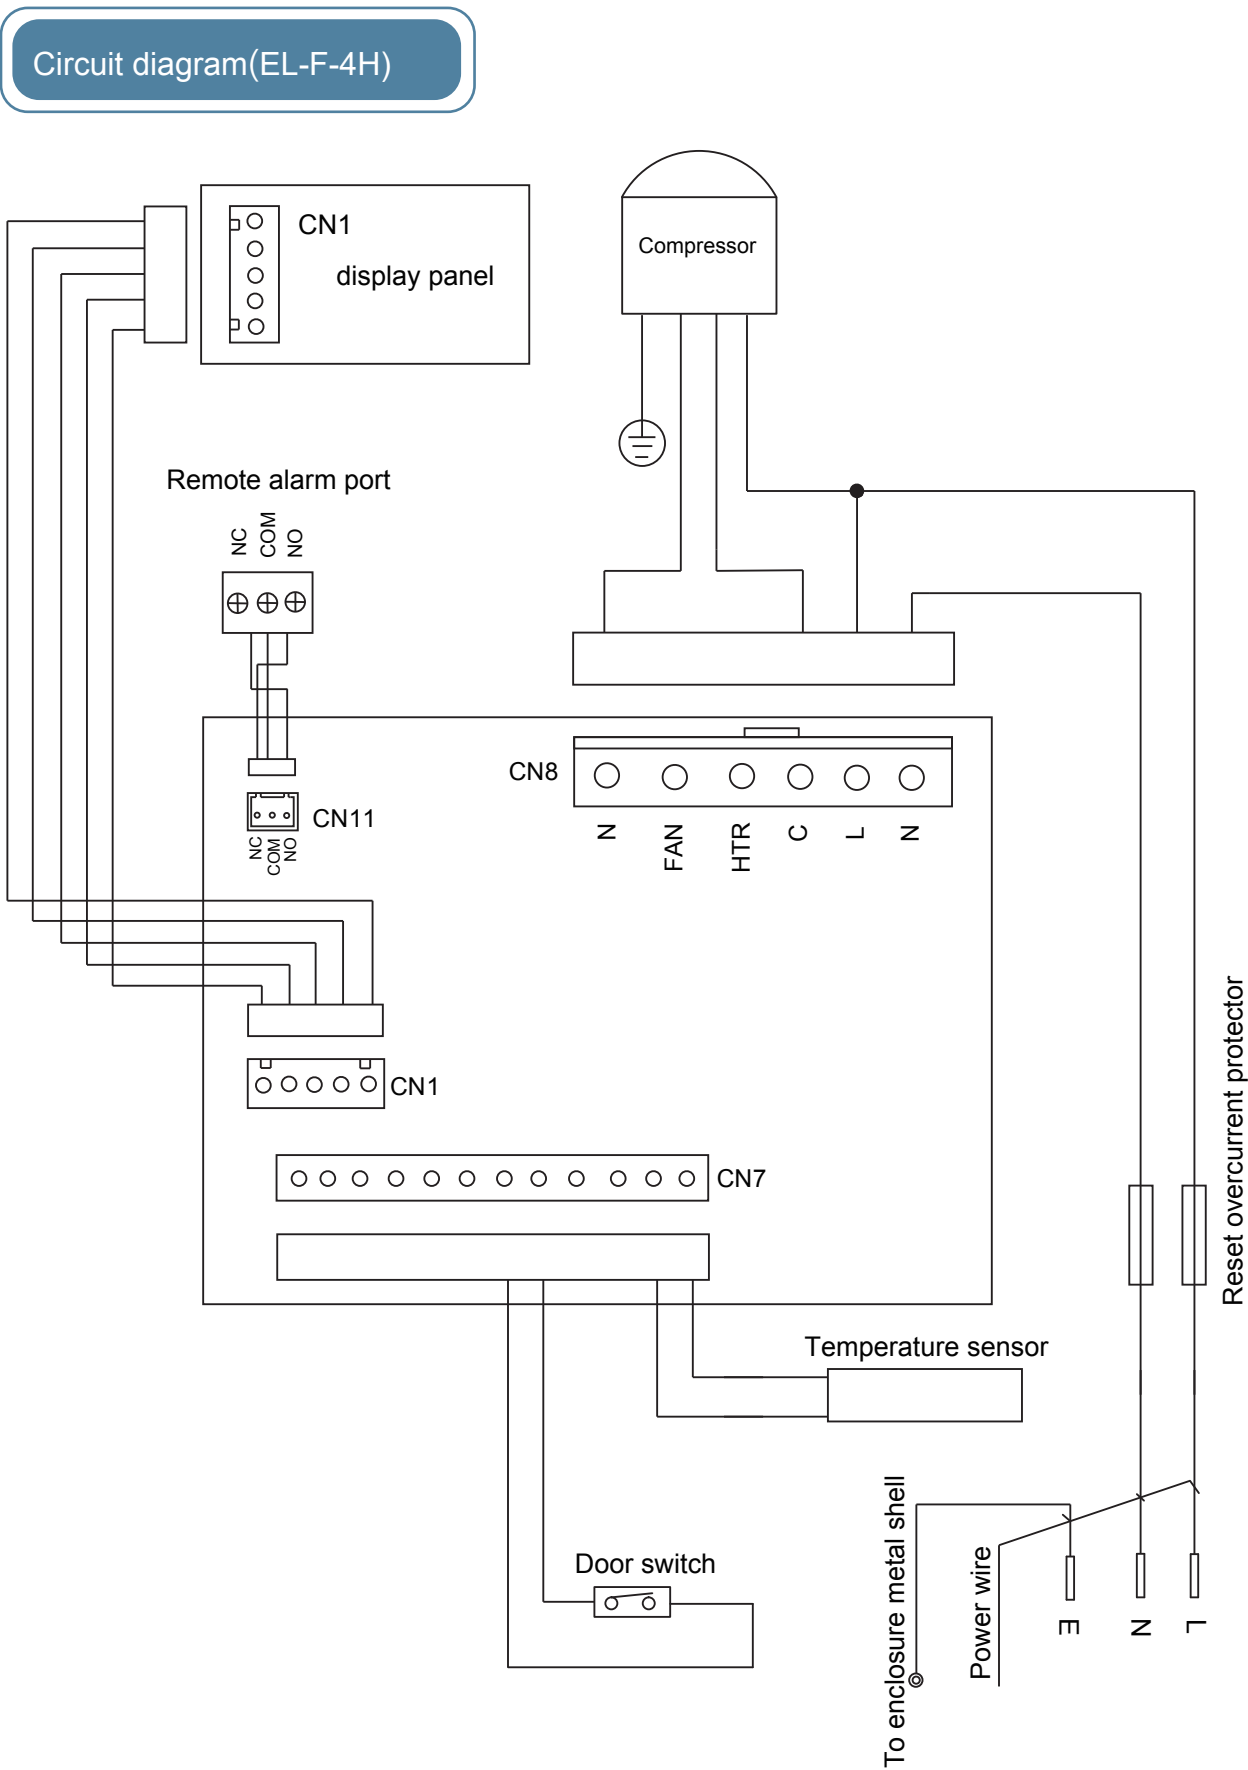 Circuit diagram(EL-F-4H)
CN1
display panel
Compressor
Remote alarm port
NC
COM
NO
CN8
N
FAN
HTR
C
L
N
CN11
NC
COM
NO
CN1
CN7
Reset overcurrent protector
Temperature sensor
Door switch
To enclosure metal shell
Power wire
E
N
L